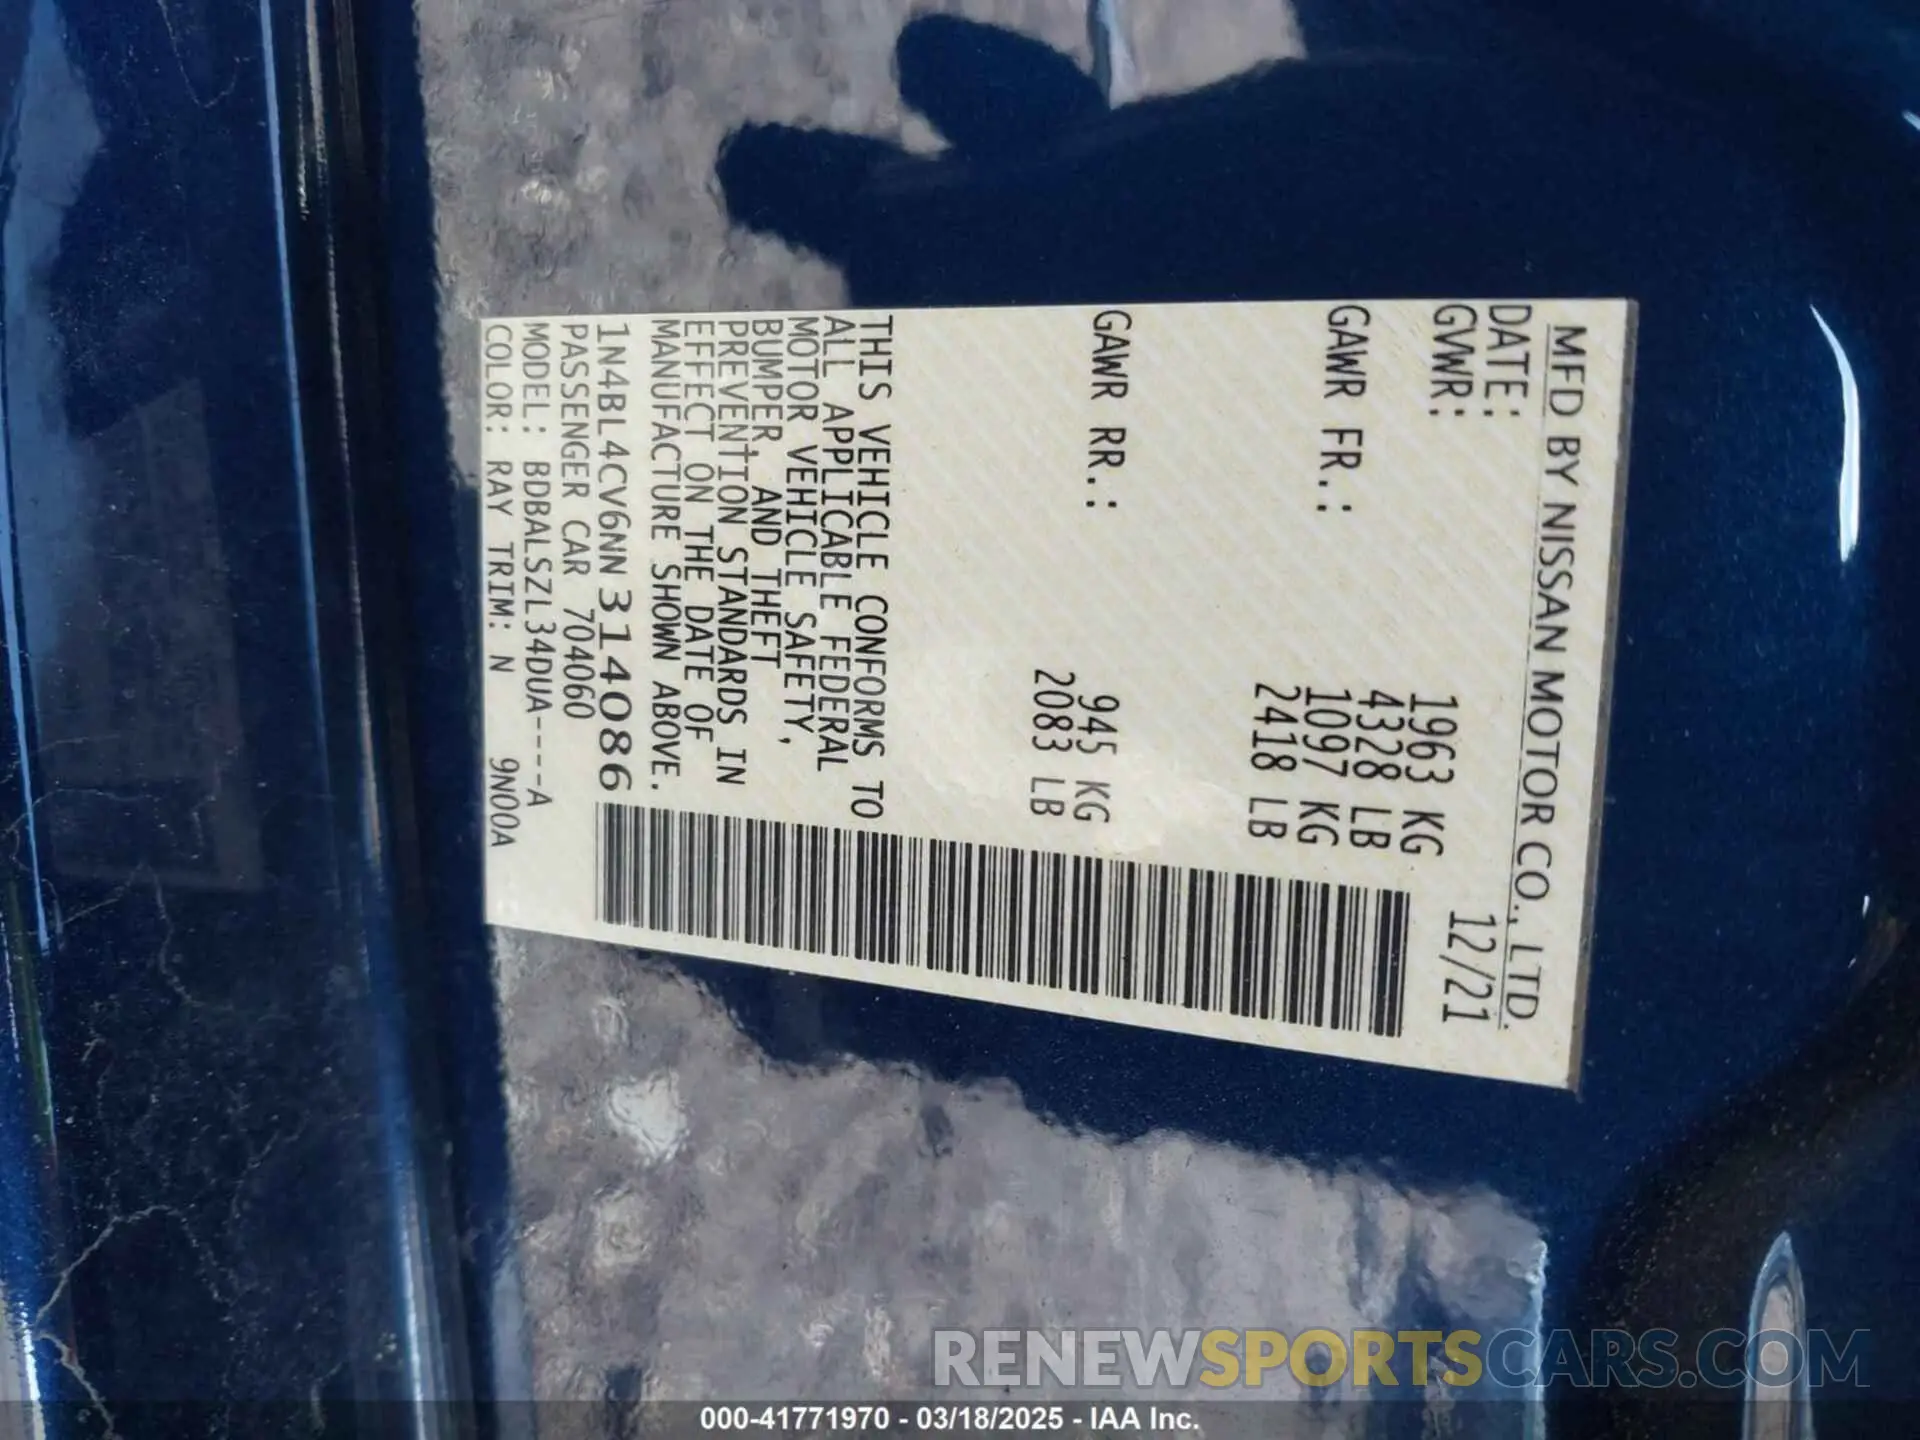 MFD BY NISSAN MOTOR CO., LTD.
DATE: 12/21
GVWR: 1963 KG
4328 LB
GAWR FR.: 1097 KG
2418 LB
GAWR RR.: 945 KG
2083 LB
THIS VEHICLE CONFORMS TO
ALL APPLICABLE FEDERAL
MOTOR VEHICLE SAFETY,
BUMPER, AND THEFT
PREVENTION STANDARDS IN
EFFECT ON THE DATE OF
MANUFACTURE SHOWN ABOVE.
1N4BL4CV6NN314086
PASSENGER CAR 704060
MODEL: BDBALSZL34DUA----A
COLOR: RAY TRIM: N 9N00A
RENEWSPORTSCARS.COM
000-41771970 - 03/18/2025 - IAA Inc.